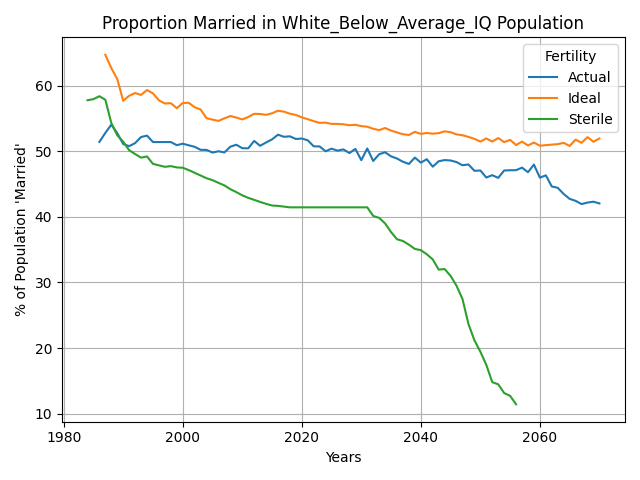 Proportion Married in White_Below_Average_IQ Population
Fertility
Actual
Ideal
Sterile
% of Population 'Married'
60
50
40
30
20
10
1980
2000
2020
2040
2060
Years